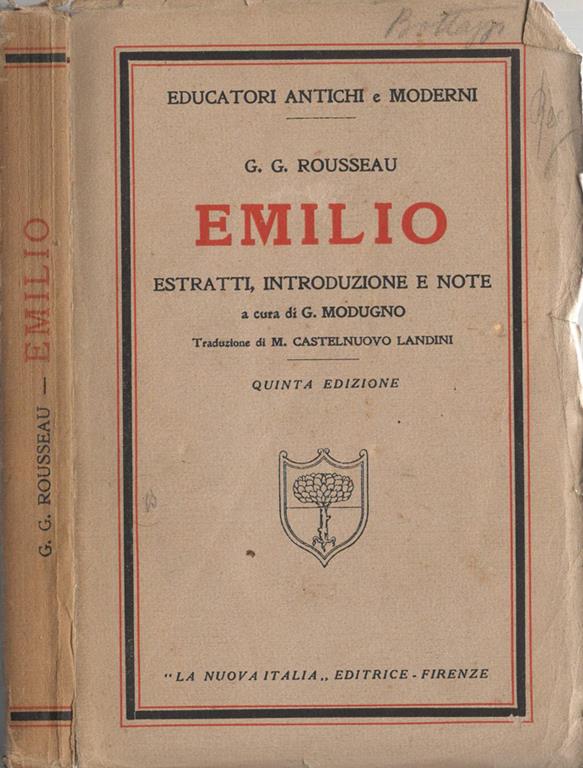 EDUCATORI ANTICHI e MODERNI
G. G. ROUSSEAU
EMILIO
ESTRATTI, INTRODUZIONE E NOTE
a cura di G. MODUGNO
Traduzione di M. CASTELNUOVO LANDINI
QUINTA EDIZIONE
“LA NUOVA ITALIA„ EDITRICE - FIRENZE
G. G. ROUSSEAU — EMILIO